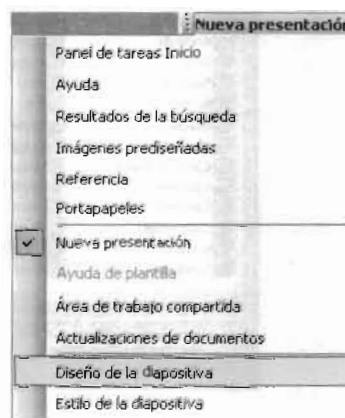 Nueva presentación
Panel de tareas Inicio
Ayuda
Resultados de la búsqueda
Imágenes prediseñadas
Referencia
Portapapeles
Nueva presentación
Ayuda de plantilla
Área de trabajo compartida
Actualizaciones de documentos
Diseño de la diapositiva
Estilo de la diapositiva